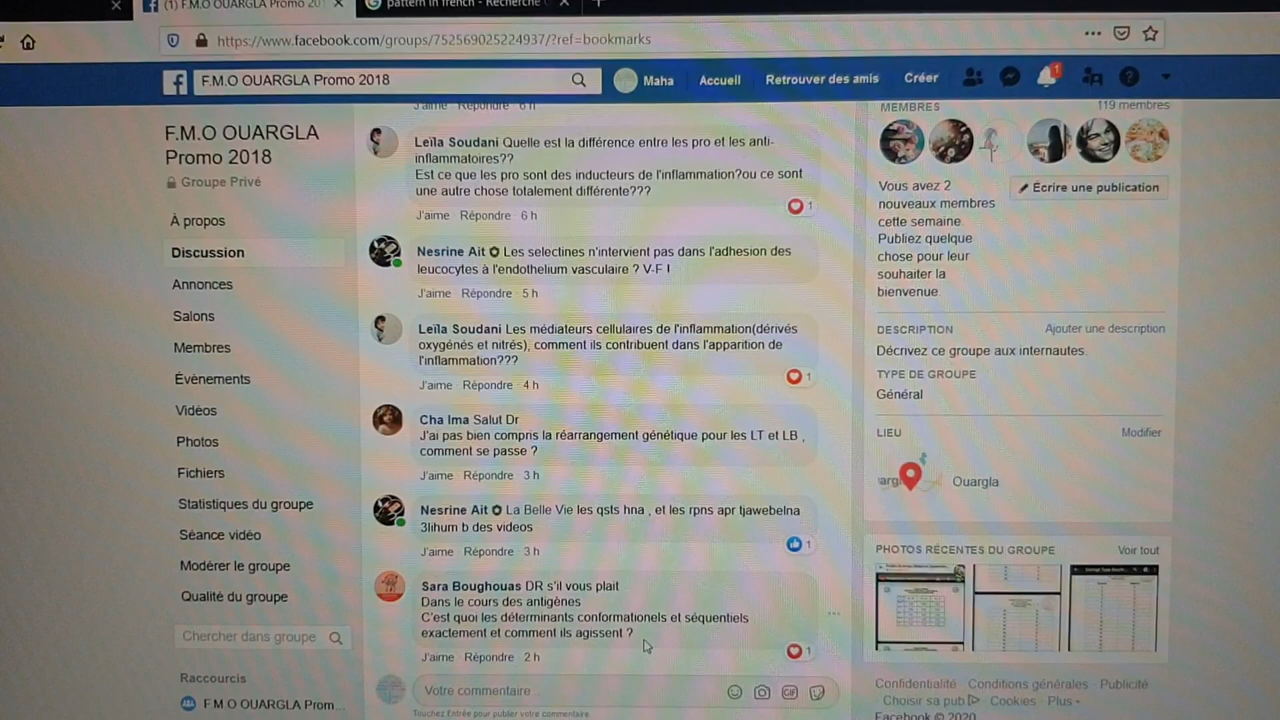 (1) F.M.O OUARGLA Promo 201
pattern in french - Recherche
https://www.facebook.com/groups/752569025224937/?ref=bookmarks
F.M.O OUARGLA Promo 2018
Maha
Accueil
Retrouver des amis
Créer
1
F.M.O OUARGLA
Promo 2018
Groupe Privé
À propos
Discussion
Annonces
Salons
Membres
Évènements
Vidéos
Photos
Fichiers
Statistiques du groupe
Séance vidéo
Modérer le groupe
Qualité du groupe
Chercher dans groupe
Raccourcis
F M O OUARGLA Prom...
J'aime Répondre 6 h
Leïla Soudani Quelle est la différence entre les pro et les anti-
inflammatoires??
Est ce que les pro sont des inducteurs de l'inflammation?ou ce sont
une autre chose totalement différente???
1
J'aime Répondre 6 h
Nesrine Ait Les selectines n'intervient pas dans l'adhesion des
leucocytes à l'endothelium vasculaire ? V-F !
J'aime Répondre 5 h
Leïla Soudani Les médiateurs cellulaires de l'inflammation(dérivés
oxygénés et nitrés), comment ils contribuent dans l'apparition de
l'inflammation???
1
J'aime Répondre 4 h
Cha Ima Salut Dr
J'ai pas bien compris la réarrangement génétique pour les LT et LB ,
comment se passe ?
J'aime Répondre 3 h
Nesrine Ait La Belle Vie les qsts hna , et les rpns apr tjawebelna
3lihum b des videos
1
J'aime Répondre 3 h
Sara Boughouas DR s'il vous plait
Dans le cours des antigènes
C'est quoi les déterminants conformationels et séquentiels
exactement et comment ils agissent ?
1
J'aime Répondre 2 h
Votre commentaire...
GIF
Touchez Entrée pour publier votre commentaire.
MEMBRES
119 membres
Vous avez 2
nouveaux membres
cette semaine.
Publiez quelque
chose pour leur
souhaiter la
bienvenue.
Écrire une publication
DESCRIPTION
Ajouter une description
Décrivez ce groupe aux internautes.
TYPE DE GROUPE
Général
LIEU
Modifier
argl
Ouargla
PHOTOS RÉCENTES DU GROUPE
Voir tout
Confidentialité · Conditions générales · Publicité
Choisir sa pub · Cookies · Plus
Facebook © 2020